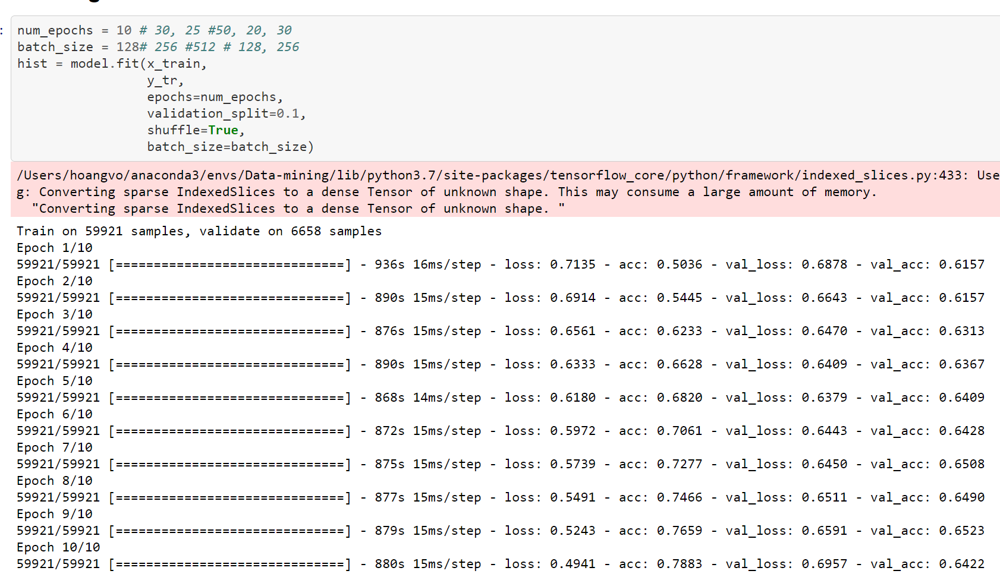 :
num_epochs = 10 # 30, 25 #50, 20, 30
batch_size = 128# 256 #512 # 128, 256
hist = model.fit(x_train,
                 y_tr,
                 epochs=num_epochs,
                 validation_split=0.1,
                 shuffle=True,
                 batch_size=batch_size)
/Users/hoangvo/anaconda3/envs/Data-mining/lib/python3.7/site-packages/tensorflow_core/python/framework/indexed_slices.py:433: Use
g: Converting sparse IndexedSlices to a dense Tensor of unknown shape. This may consume a large amount of memory.
  "Converting sparse IndexedSlices to a dense Tensor of unknown shape. "
Train on 59921 samples, validate on 6658 samples
Epoch 1/10
59921/59921 [==============================] - 936s 16ms/step - loss: 0.7135 - acc: 0.5036 - val_loss: 0.6878 - val_acc: 0.6157
Epoch 2/10
59921/59921 [==============================] - 890s 15ms/step - loss: 0.6914 - acc: 0.5445 - val_loss: 0.6643 - val_acc: 0.6157
Epoch 3/10
59921/59921 [==============================] - 876s 15ms/step - loss: 0.6561 - acc: 0.6233 - val_loss: 0.6470 - val_acc: 0.6313
Epoch 4/10
59921/59921 [==============================] - 890s 15ms/step - loss: 0.6333 - acc: 0.6628 - val_loss: 0.6409 - val_acc: 0.6367
Epoch 5/10
59921/59921 [==============================] - 868s 14ms/step - loss: 0.6180 - acc: 0.6820 - val_loss: 0.6379 - val_acc: 0.6409
Epoch 6/10
59921/59921 [==============================] - 872s 15ms/step - loss: 0.5972 - acc: 0.7061 - val_loss: 0.6443 - val_acc: 0.6428
Epoch 7/10
59921/59921 [==============================] - 875s 15ms/step - loss: 0.5739 - acc: 0.7277 - val_loss: 0.6450 - val_acc: 0.6508
Epoch 8/10
59921/59921 [==============================] - 877s 15ms/step - loss: 0.5491 - acc: 0.7466 - val_loss: 0.6511 - val_acc: 0.6490
Epoch 9/10
59921/59921 [==============================] - 879s 15ms/step - loss: 0.5243 - acc: 0.7659 - val_loss: 0.6591 - val_acc: 0.6523
Epoch 10/10
59921/59921 [==============================] - 880s 15ms/step - loss: 0.4941 - acc: 0.7883 - val_loss: 0.6957 - val_acc: 0.6422